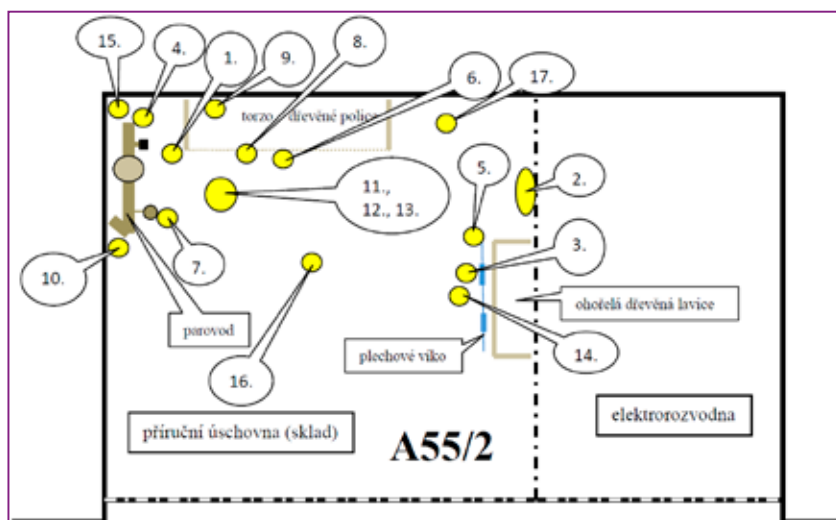 15.
4.
1.
9.
8.
6.
17.
torzo dřevěné police
5.
2.
11.,
12., 13.
3.
10.
7.
ohořelá dřevěná lavice
parovod
plechové víko
14.
16.
příruční úschovna (sklad)
A55/2
elektrorozvodna